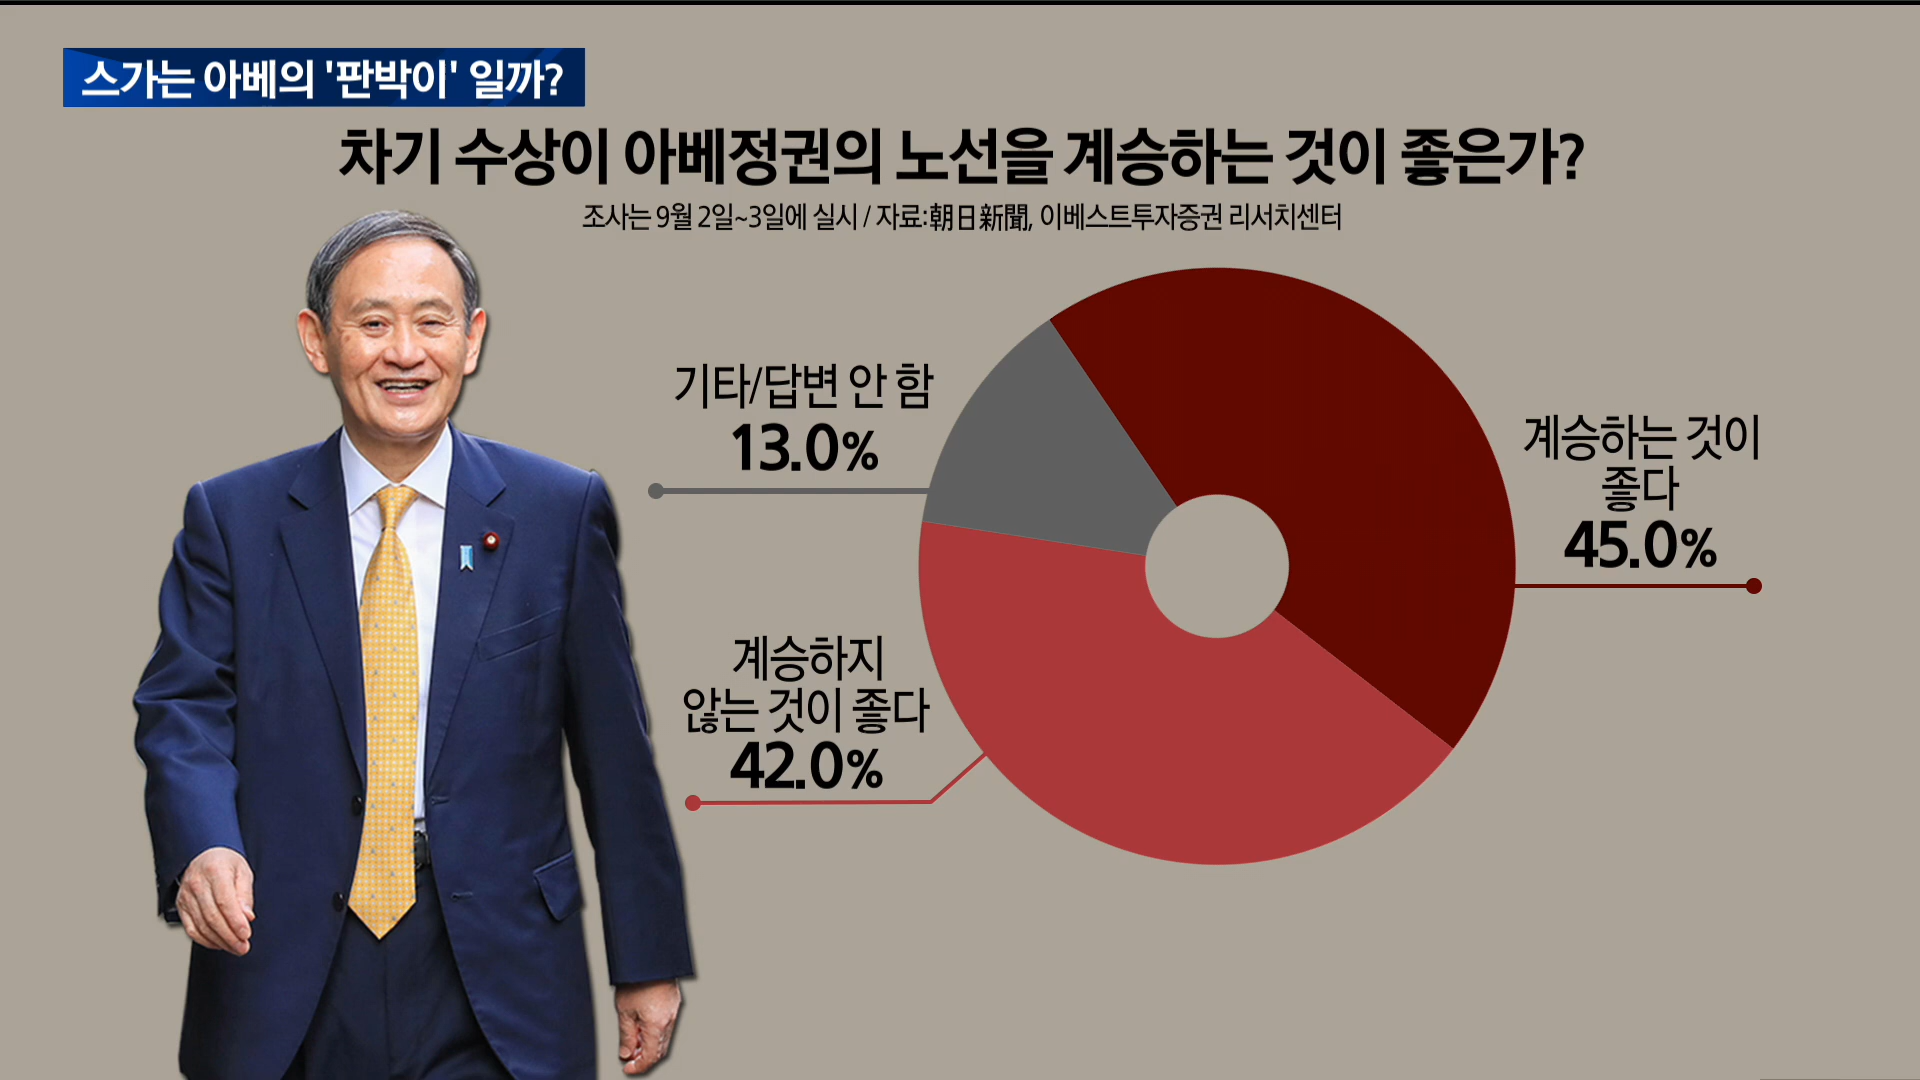 스가는 아베의 '판박이' 일까?
차기 수상이 아베정권의 노선을 계승하는 것이 좋은가?
조사는 9월 2일~3일에 실시 / 자료:朝日新聞, 이베스트투자증권 리서치센터
기타/답변 안 함
13.0%
계승하는 것이
좋다
45.0%
계승하지
않는 것이 좋다
42.0%